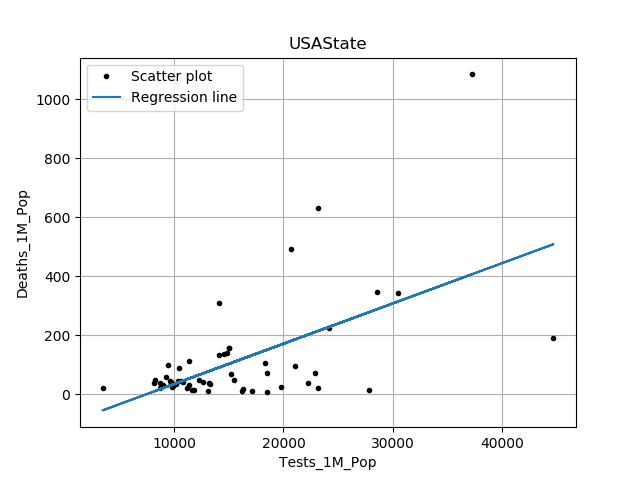 USAState
Scatter plot
Regression line
Deaths_1M_Pop
1000
800
600
400
200
0
10000 20000 30000 40000
Tests_1M_Pop